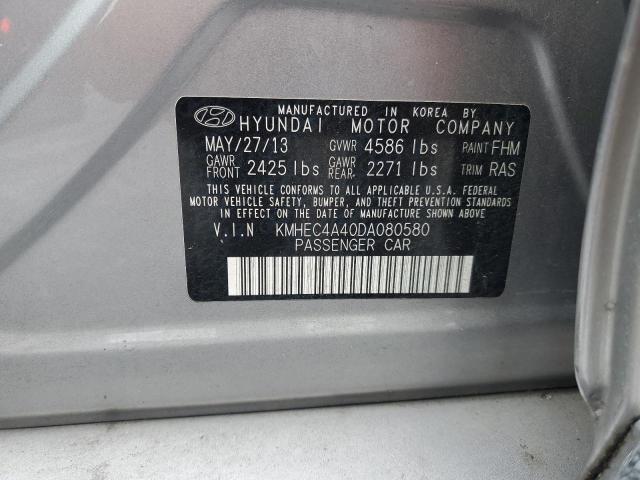 MANUFACTURED IN KOREA BY
HYUNDAI MOTOR COMPANY
MAY/27/13 GVWR 4586 lbs PAINT FHM
GAWR FRONT 2425 lbs GAWR REAR. 2271 lbs TRIM RAS
THIS VEHICLE CONFORMS TO ALL APPLICABLE U.S.A. FEDERAL
MOTOR VEHICLE SAFETY, BUMPER, AND THEFT PREVENTION STANDARDS
IN EFFECT ON THE DATE OF MANUFACTURE SHOWN ABOVE.
V.I.N KMHEC4A40DA080580
PASSENGER CAR